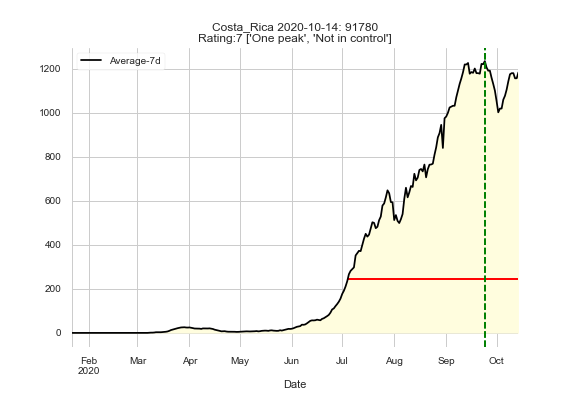 Costa_Rica 2020-10-14: 91780
Rating:7 ['One peak', 'Not in control']
Average-7d
1200
1000
800
600
400
200
0
Feb Mar Apr May Jun Jul Aug Sep Oct
2020
Date